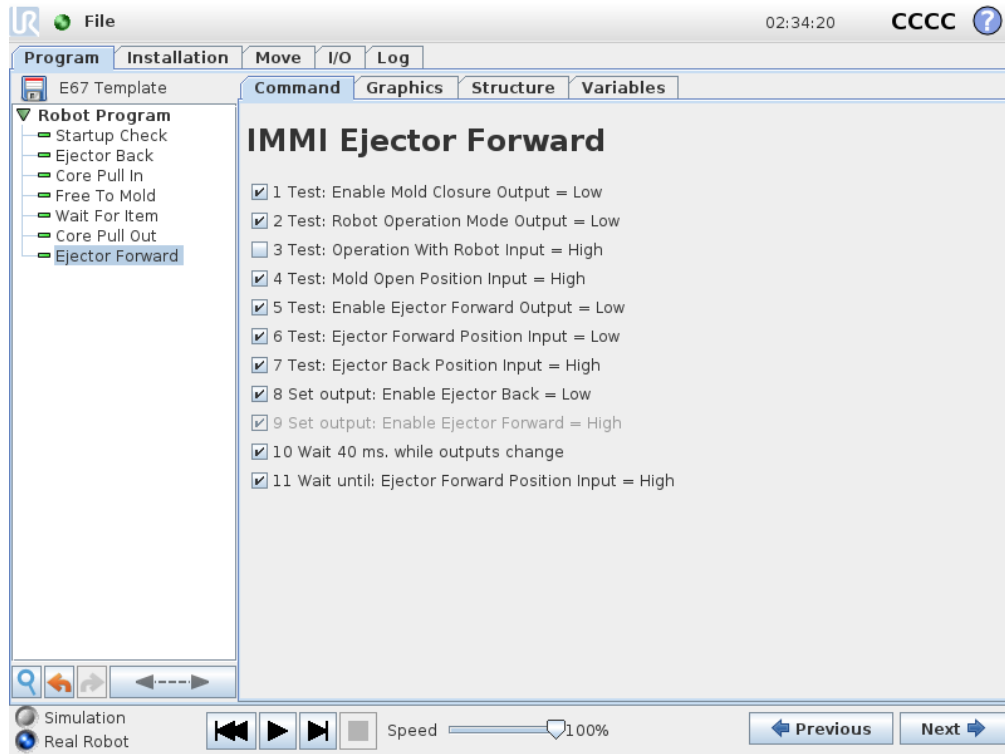 UR File 02:34:20 CCCC ?
Program Installation Move I/O Log
E67 Template
Command Graphics Structure Variables
Robot Program
Startup Check
Ejector Back
Core Pull In
Free To Mold
Wait For Item
Core Pull Out
Ejector Forward
IMMI Ejector Forward
1 Test: Enable Mold Closure Output = Low
2 Test: Robot Operation Mode Output = Low
3 Test: Operation With Robot Input = High
4 Test: Mold Open Position Input = High
5 Test: Enable Ejector Forward Output = Low
6 Test: Ejector Forward Position Input = Low
7 Test: Ejector Back Position Input = High
8 Set output: Enable Ejector Back = Low
9 Set output: Enable Ejector Forward = High
10 Wait 40 ms. while outputs change
11 Wait until: Ejector Forward Position Input = High
Simulation
Real Robot
Speed 100%
Previous Next